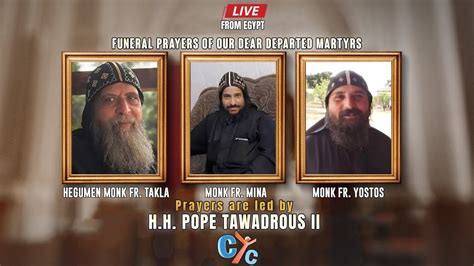 LIVE
FROM EGYPT
FUNERAL PRAYERS OF OUR DEAR DEPARTED MARTYRS
HEGUMEN MONK FR. TAKLA
MONK FR. MINA
MONK FR. YOSTOS
Prayers are led by
H.H. POPE TAWADROUS II
CYC